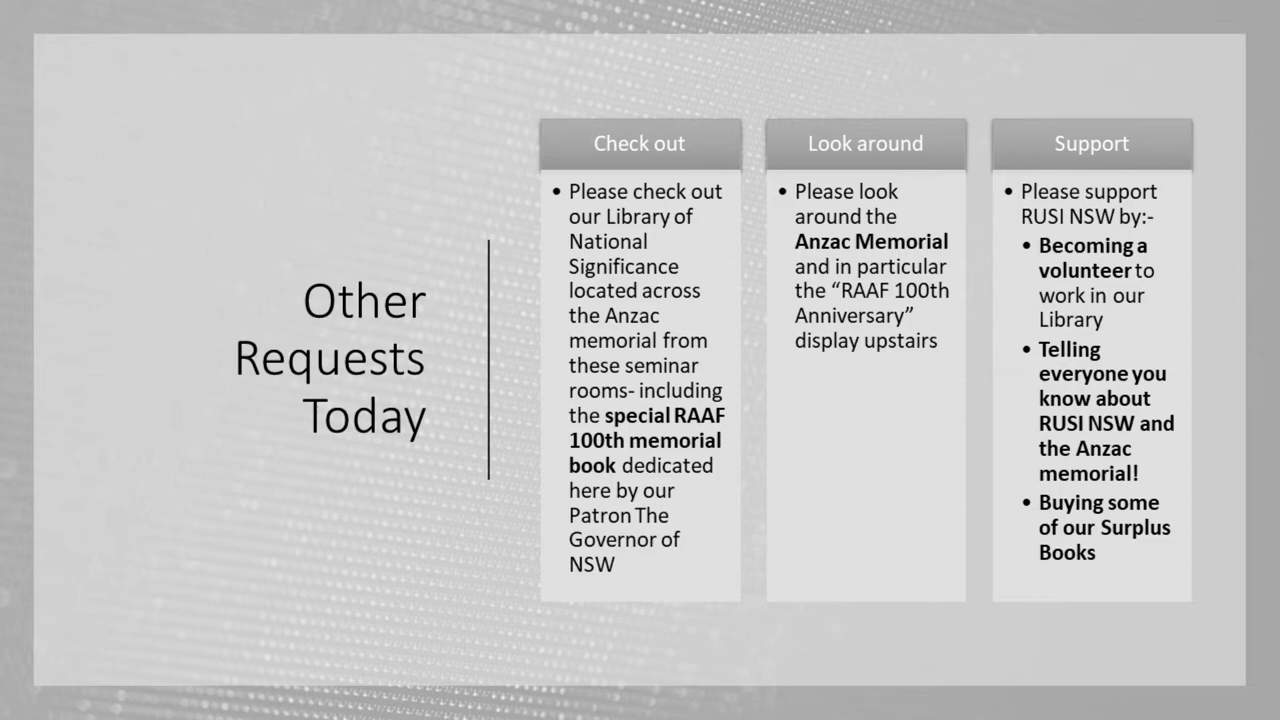 Other
Requests
Today
Check out
• Please check out
our Library of
National
Significance
located across
the Anzac
memorial from
these seminar
rooms- including
the special RAAF
100th memorial
book dedicated
here by our
Patron The
Governor of
NSW
Look around
• Please look
around the
Anzac Memorial
and in particular
the “RAAF 100th
Anniversary”
display upstairs
Support
• Please support
RUSI NSW by:-
• Becoming a
volunteer to
work in our
Library
• Telling
everyone you
know about
RUSI NSW and
the Anzac
memorial!
• Buying some
of our Surplus
Books